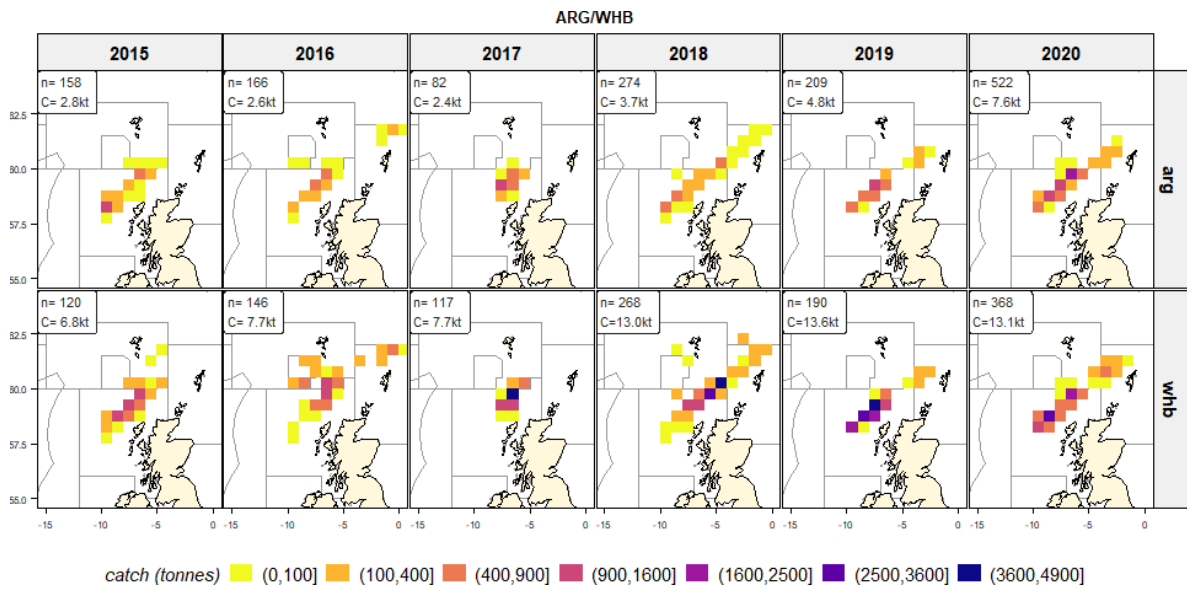 ARG/WHB
2015 2016 2017 2018 2019 2020
n= 158
C= 2.8kt
n= 166
C= 2.6kt
n= 82
C= 2.4kt
n= 274
C= 3.7kt
n= 209
C= 4.8kt
n= 522
C= 7.6kt
62.5
60.0
57.5
55.0
arg
n= 120
C= 6.8kt
n= 146
C= 7.7kt
n= 117
C= 7.7kt
n= 268
C=13.0kt
n= 190
C=13.6kt
n= 368
C=13.1kt
62.5
60.0
57.5
55.0
whb
-15 -10 -5 0 -15 -10 -5 0 -15 -10 -5 0 -15 -10 -5 0 -15 -10 -5 0 -15 -10 -5 0
catch (tonnes) (0,100] (100,400] (400,900] (900,1600] (1600,2500] (2500,3600] (3600,4900]